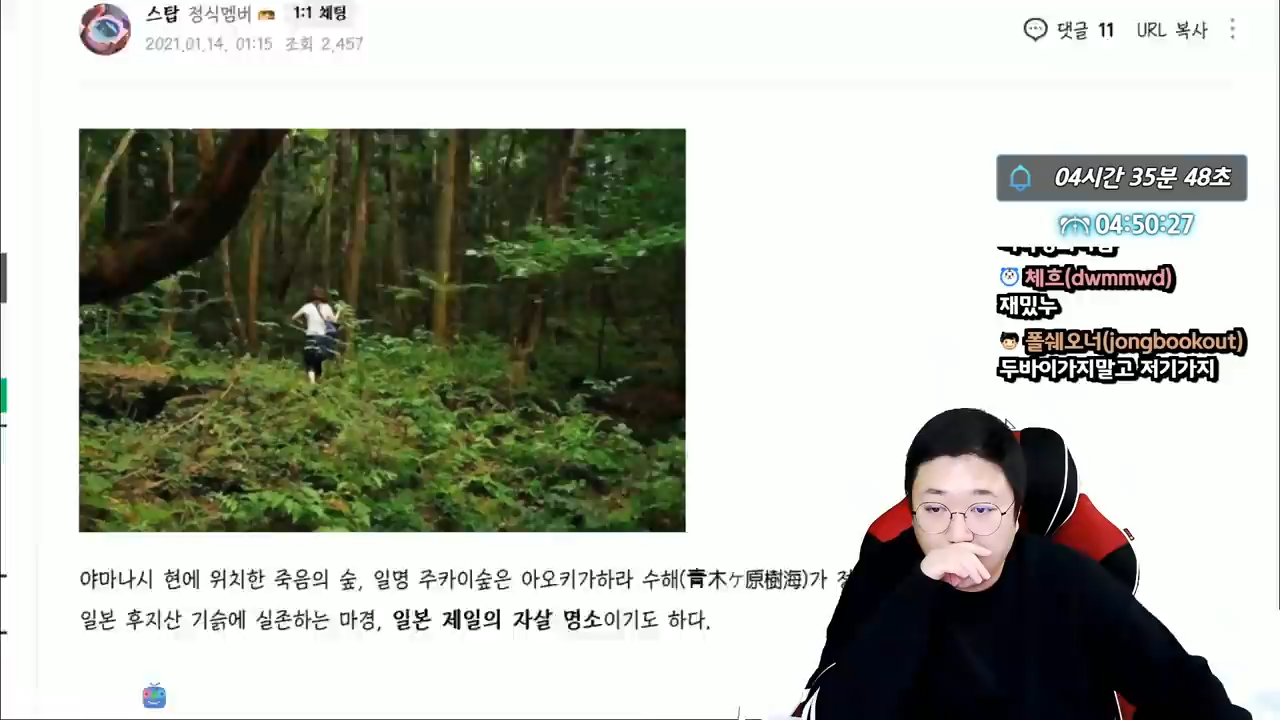 스탑 정식멤버 1:1 채팅
2021.01.14. 01:15 조회 2,457
댓글 11 URL 복사
04시간 35분 48초
04:50:27
체흐(dwmmwd)
재밌누
폴쉐오너(jongbookout)
두바이가지말고 저기가지
야마나시 현에 위치한 죽음의 숲, 일명 주카이숲은 아오키가하라 수해(青木ヶ原樹海)가
일본 후지산 기슭에 실존하는 마경, 일본 제일의 자살 명소이기도 하다.